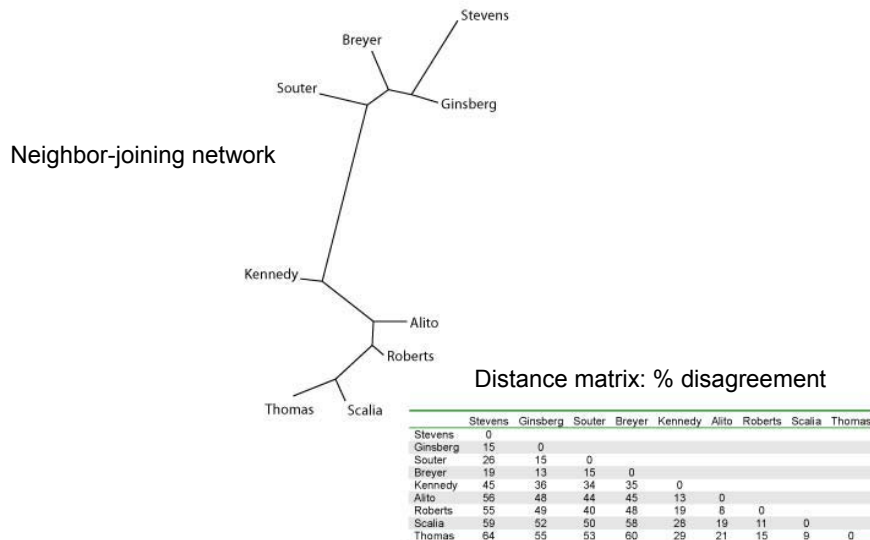 Stevens
Breyer
Souter
Ginsberg
Neighbor-joining network
Kennedy
Alito
Roberts
Thomas
Scalia
Distance matrix: % disagreement
Stevens Ginsberg Souter Breyer Kennedy Alito Roberts Scalia Thomas
Stevens 0
Ginsberg 15 0
Souter 26 15 0
Breyer 19 13 15 0
Kennedy 45 36 34 35 0
Alito 56 48 44 45 13 0
Roberts 55 49 40 48 19 8 0
Scalia 59 52 50 58 28 19 11 0
Thomas 64 55 53 60 29 21 15 9 0